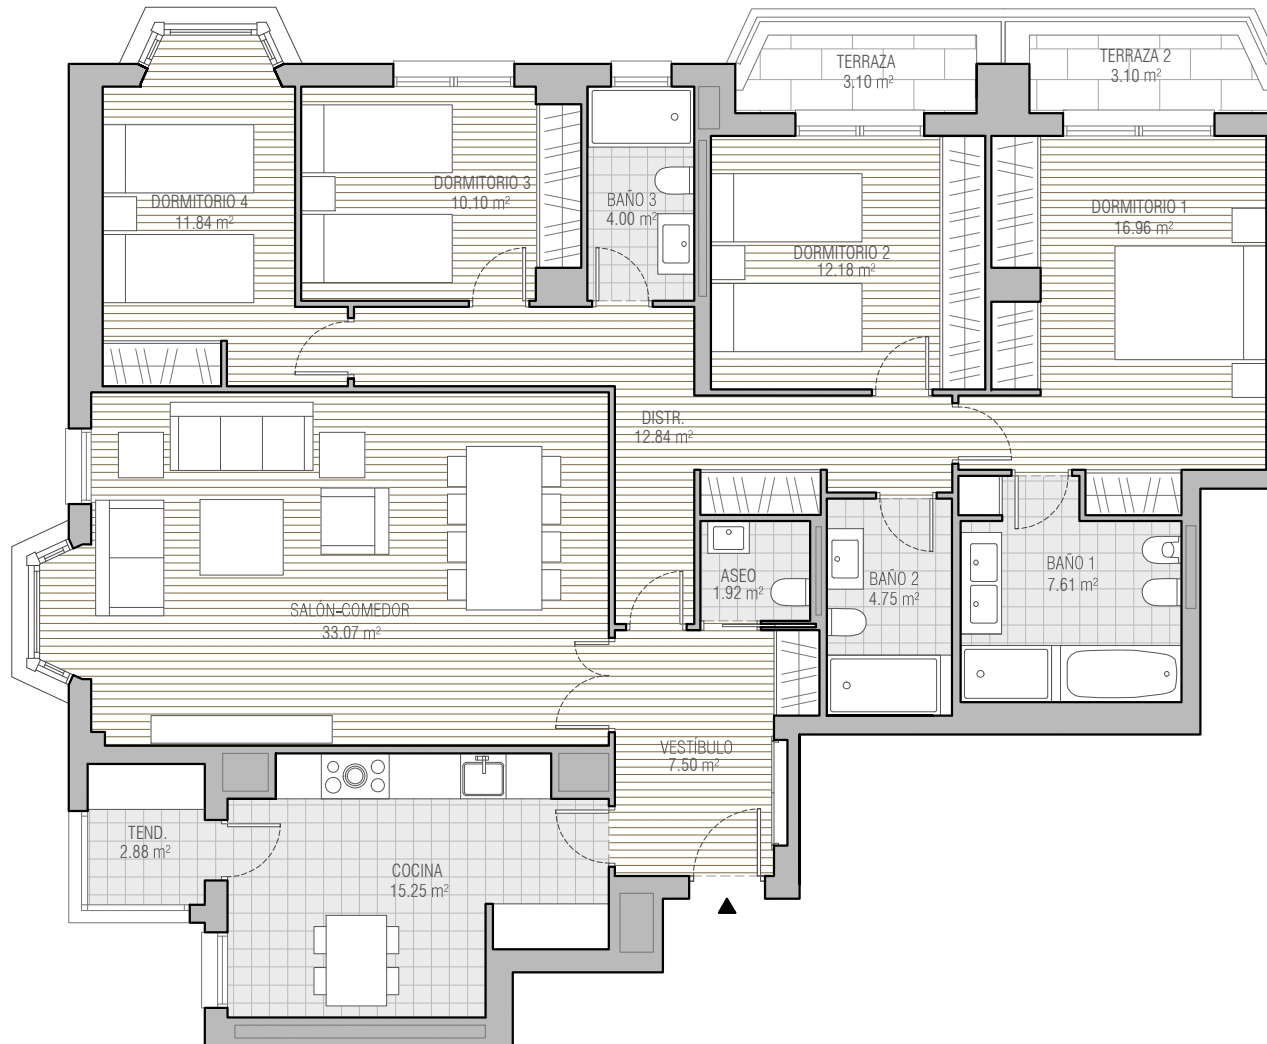 TERRAZA
3.10 m²
TERRAZA 2
3.10 m²
DORMITORIO 4
11.84 m²
DORMITORIO 3
10.10 m²
BAÑO 3
4.00 m²
DORMITORIO 2
12.18 m²
DORMITORIO 1
16.96 m²
DISTR.
12.84 m²
SALÓN-COMEDOR
33.07 m²
ASEO
1.92 m²
BAÑO 2
4.75 m²
BAÑO 1
7.61 m²
VESTÍBULO
7.50 m²
TEND.
2.88 m²
COCINA
15.25 m²